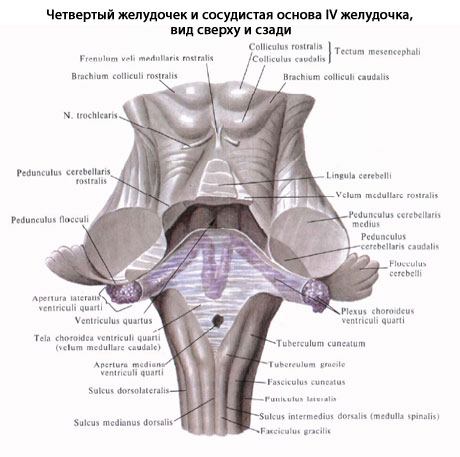 Четвертый желудочек и сосудистая основа IV желудочка,
вид сверху и сзади
Colliculus rostralis
Colliculus caudalis
Tectum mesencephali
Frenulum veli medullaris rostralis
Brachium colliculi rostralis
Brachium colliculi caudalis
N. trochlearis
Pedunculus cerebellaris
rostralis
Lingula cerebelli
Velum medullare rostralis
Pedunculus flocculi
Pedunculus cerebellaris
medius
Pedunculus
cerebellaris caudalis
Flocculus
cerebelli
Apertura lateralis
ventriculi quarti
Ventriculus quartus
Plexus choroideus
ventriculi quarti
Tela choroidea ventriculi quarti
(velum medullare caudale)
Tuberculum cuneatum
Apertura mediana
ventriculi quarti
Tuberculum gracile
Sulcus dorsolateralis
Fasciculus cuneatus
Funiculus lateralis
Sulcus medianus dorsalis
Sulcus intermedius dorsalis (medulla spinalis)
Fasciculus gracilis